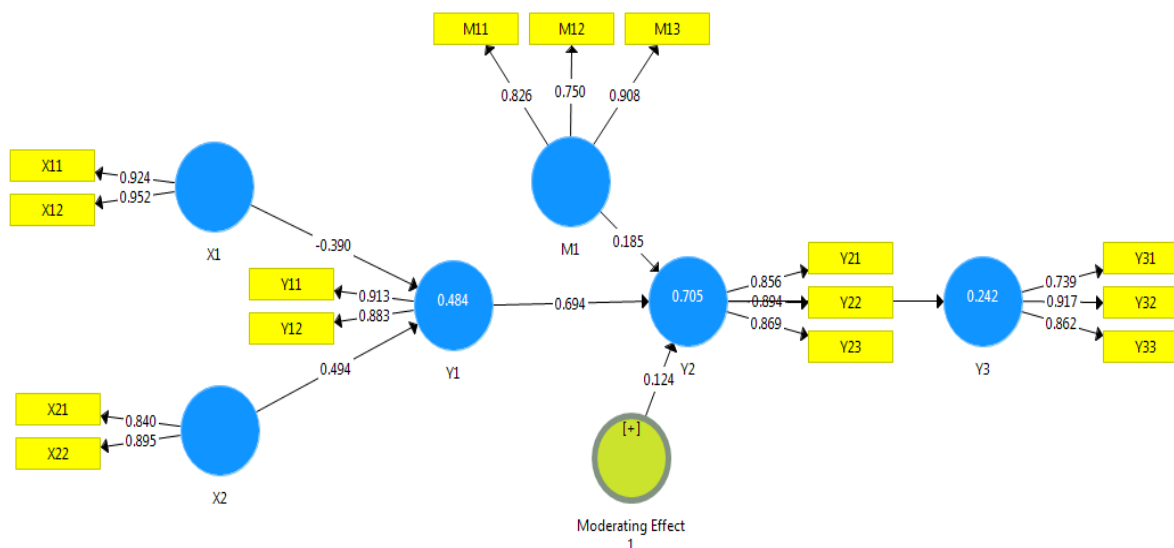 M11 M12 M13
0.826 0.750 0.908
X11
X12
0.924
0.952
X1
M1
-0.390
0.185
Y11
Y12
0.913
0.883
0.484
Y1
0.694
0.705
Y2
0.856
0.894
0.869
Y21
Y22
Y23
0.242
Y3
0.739
0.917
0.862
Y31
Y32
Y33
X21
X22
0.840
0.895
X2
0.494
0.124
[+]
Moderating Effect
1